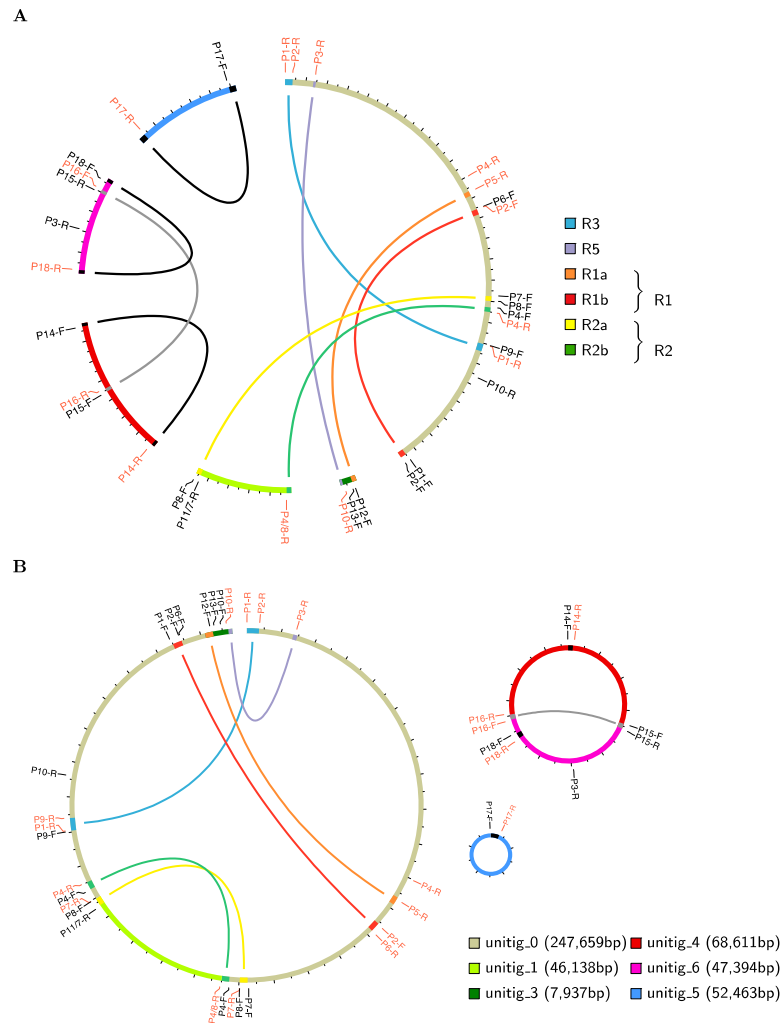 A
P1-R
P2-R
P3-R
P17-F
P17-R
P4-R
P5-R
P18-F
P16-F
P15-R
P6-F
P2-F
P3-R
R3
R5
R1a
R1b
R1
R2a
R2b
R2
P18-R
P7-F
P8-F
P4-F
P4-R
P14-F
P9-F
P1-R
P10-R
P16-R
P15-F
P14-R
P1-F
P2-F
P8-F
P11/7-R
P4/8-R
P12-F
P13-F
P10-R
B
P1-F
P2-F
P6-F
P12-F
P13-F
P10-F
P10-R
P1-R
P2-R
P3-R
P14-F
P14-R
P16-R
P16-F
P15-F
P15-R
P18-F
P18-R
P3-R
P10-R
P9-R
P1-R
P9-F
P17-F
P17-R
P4-R
P4-F
P7-R
P8-F
P11/7-R
P4-R
P5-R
P2-F
P6-R
P4/8-R
P4-F
P7-R
P8-F
P7-F
unitig_0 (247,659bp)
unitig_4 (68,611bp)
unitig_1 (46,138bp)
unitig_6 (47,394bp)
unitig_3 (7,937bp)
unitig_5 (52,463bp)